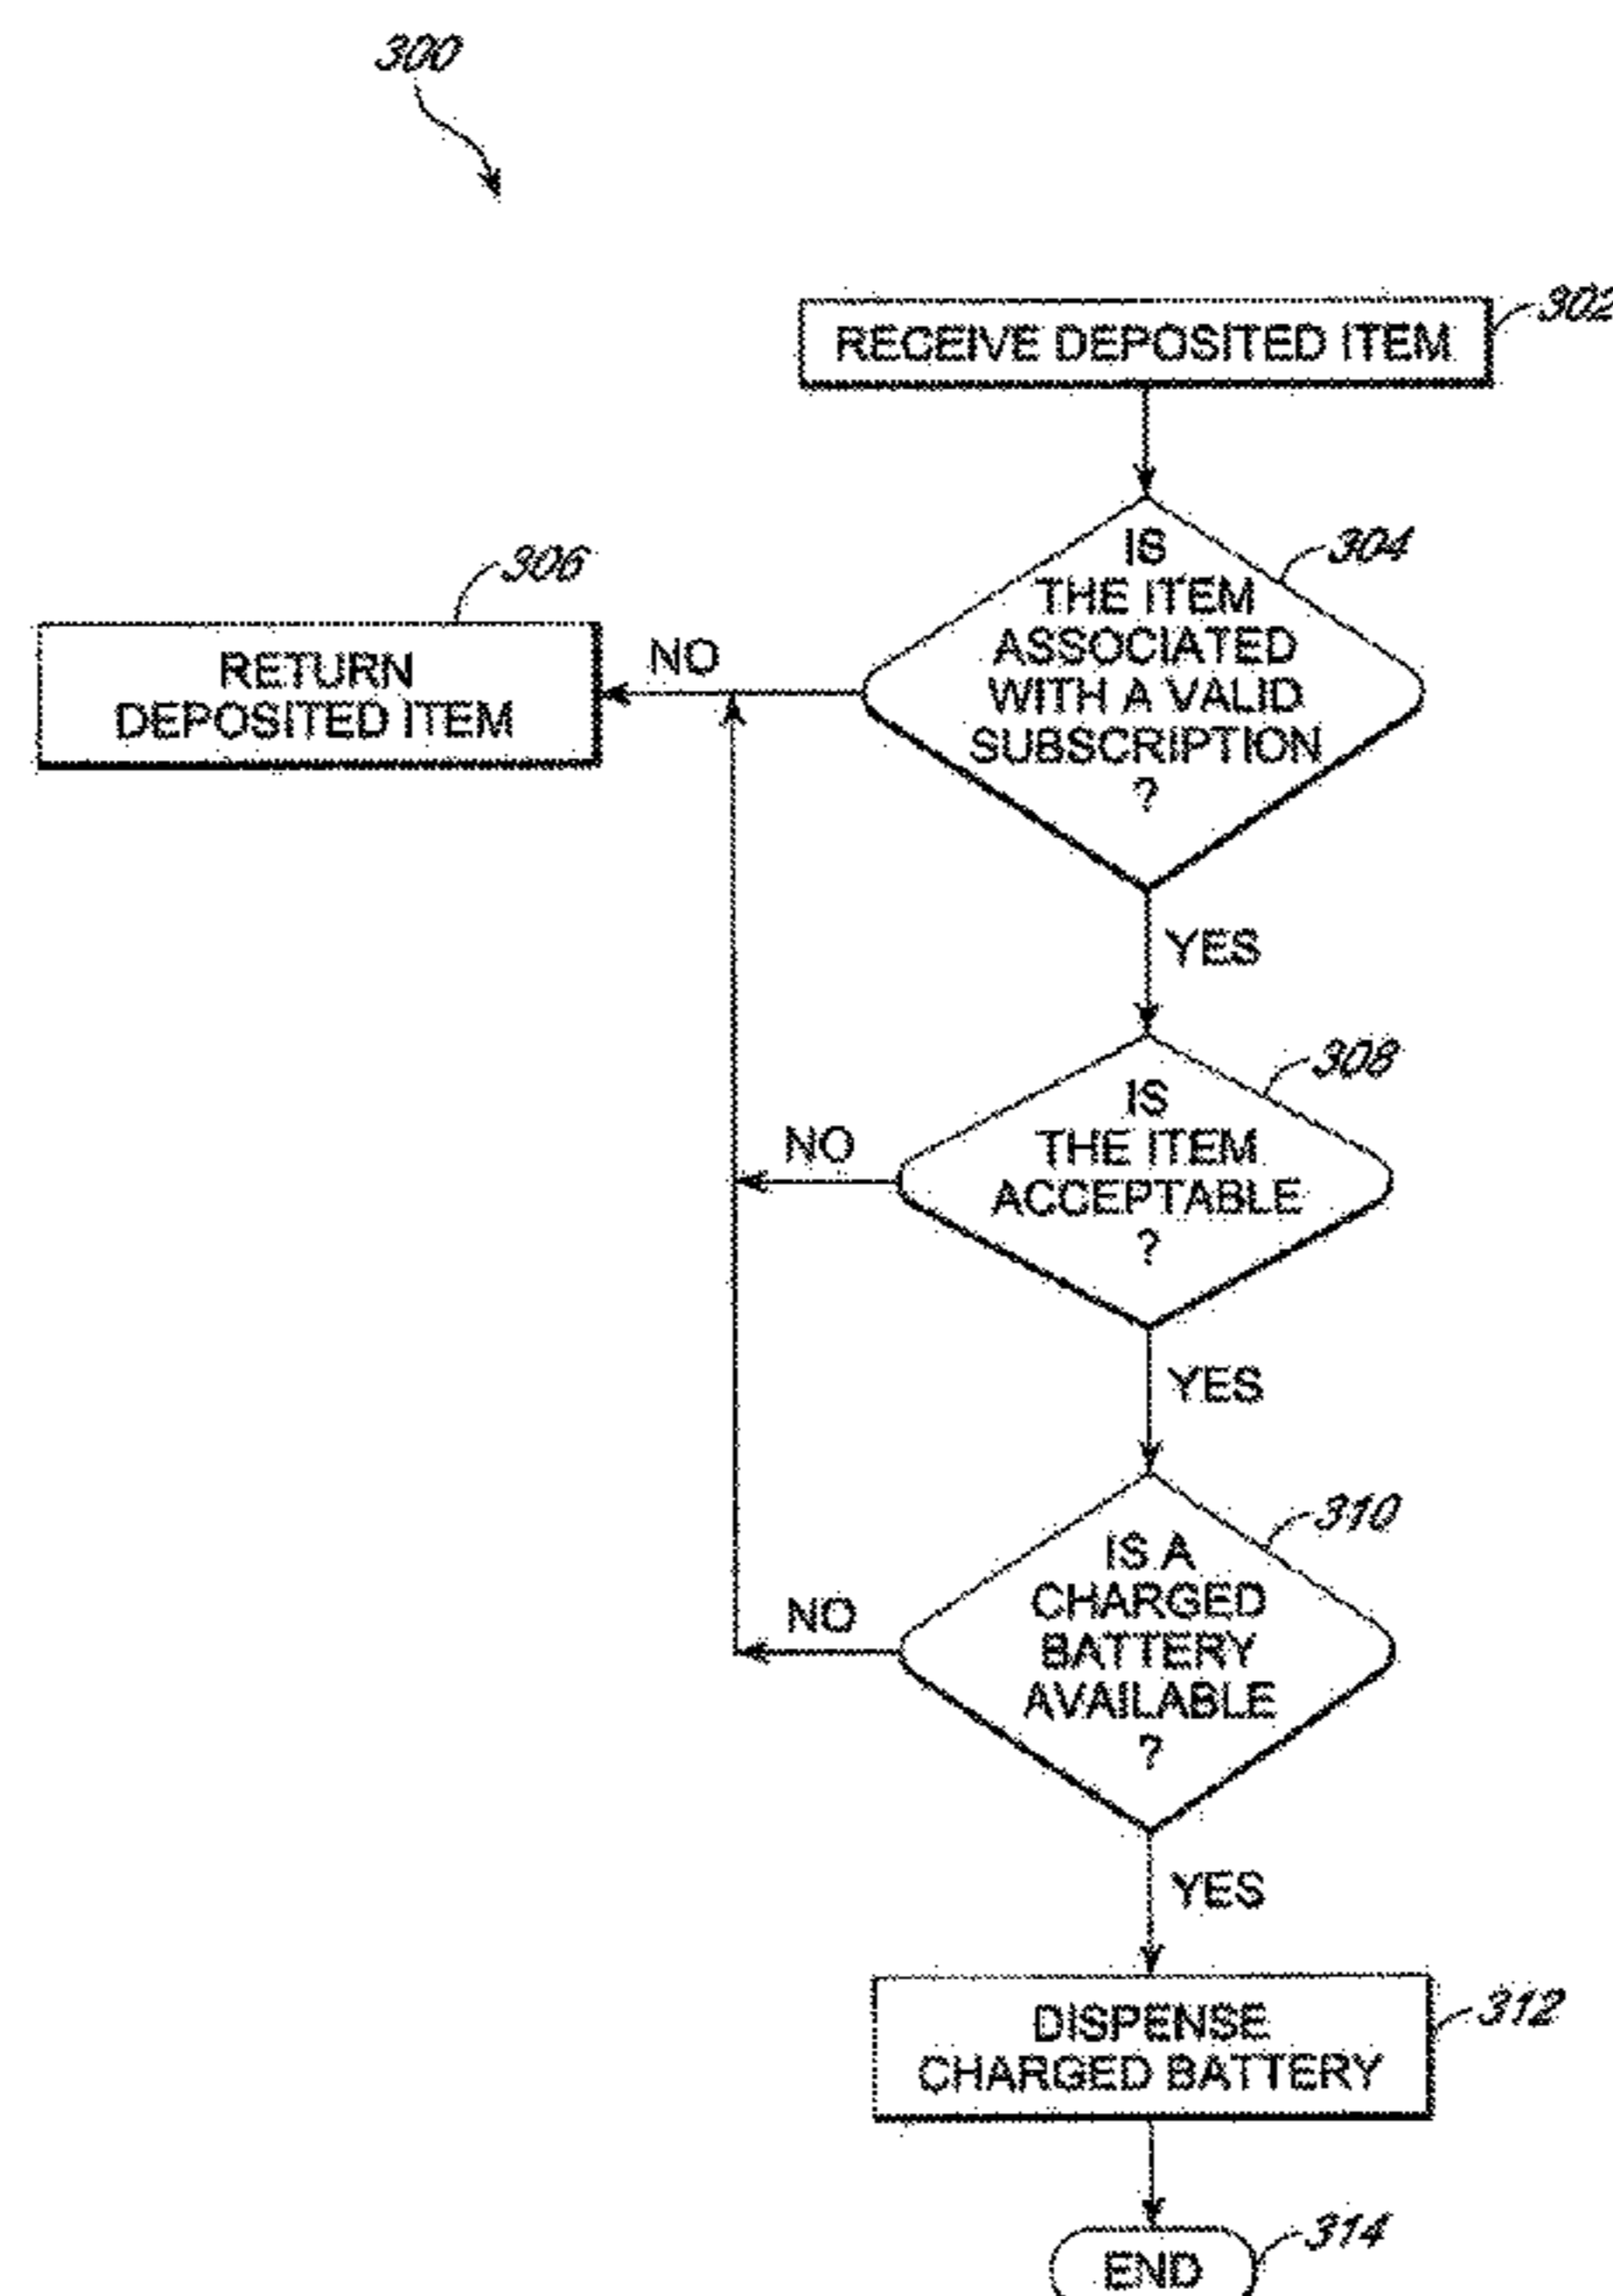 300
RECEIVE DEPOSITED ITEM
302
IS
THE ITEM
ASSOCIATED
WITH A VALID
SUBSCRIPTION
?
304
NO
306
RETURN
DEPOSITED ITEM
YES
IS
THE ITEM
ACCEPTABLE
?
308
NO
YES
IS A
CHARGED
BATTERY
AVAILABLE
?
310
NO
YES
DISPENSE
CHARGED BATTERY
312
END
314